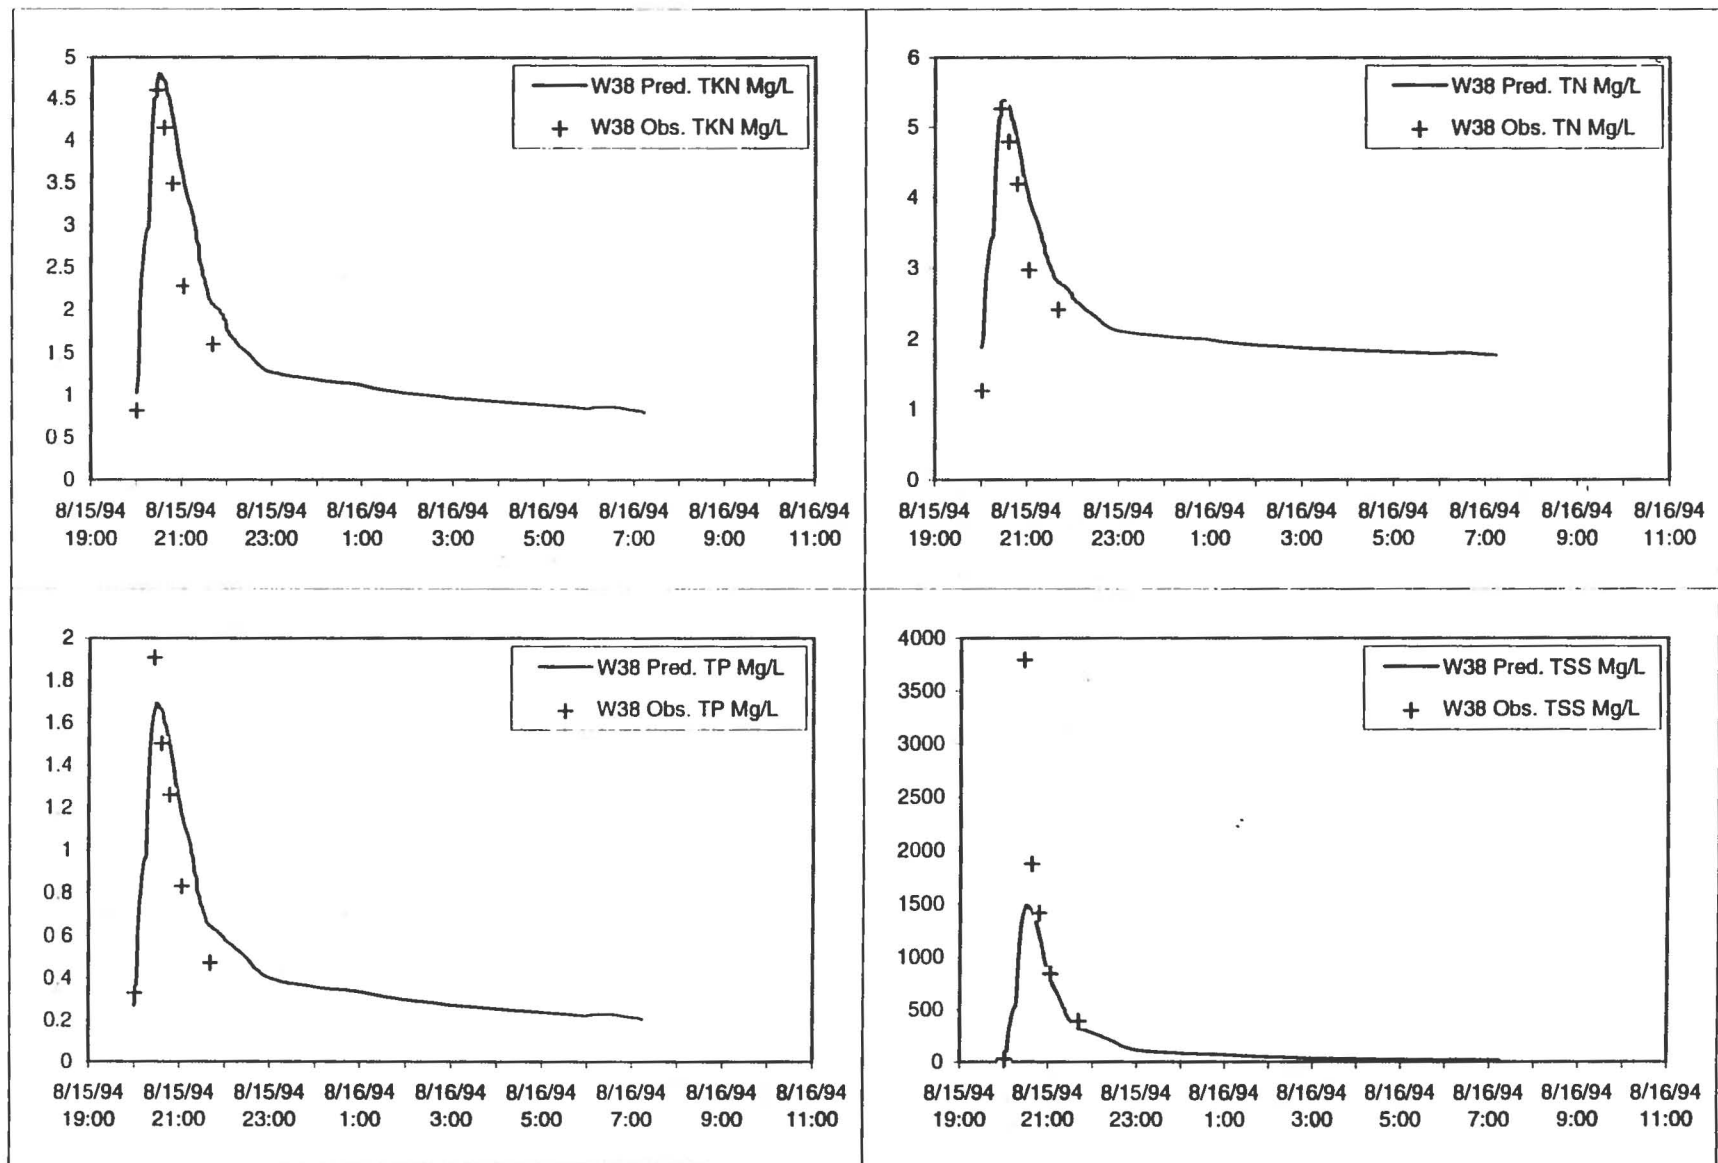 5
4.5
4
3.5
3
2.5
2
1 5
1
0 5
0
W38 Pred. TKN Mg/L
W38 Obs. TKN Mg/L
8/15/94 8/15/94 8/15/94 8/16/94 8/16/94 8/16/94 8/16/94 8/16/94 8/16/94
19:00 21:00 23:00 1:00 3:00 5:00 7:00 9:00 11:00
6
5
4
3
2
1
0
W38 Pred. TN Mg/L
W38 Obs. TN Mg/L
8/15/94 8/15/94 8/15/94 8/16/94 8/16/94 8/16/94 8/16/94 8/16/94 8/16/94
19:00 21:00 23:00 1:00 3:00 5:00 7:00 9:00 11:00
2
1.8
1.6
1.4
1 2
1
0.8
0 6
0.4
0.2
0
W38 Pred. TP Mg/L
W38 Obs. TP Mg/L
8/15/94 8/15/94 8/15/94 8/16/94 8/16/94 8/16/94 8/16/94 8/16/94 8/16/94
19:00 21:00 23:00 1:00 3:00 5:00 7:00 9:00 11:00
4000
3500
3000
2500
2000
1500
1000
500
0
W38 Pred. TSS Mg/L
W38 Obs. TSS Mg/L
8/15/94 8/15/94 8/15/94 8/16/94 8/16/94 8/16/94 8/16/94 8/16/94 8/16/94
19:00 21:00 23:00 1:00 3:00 5:00 7:00 9:00 11:00